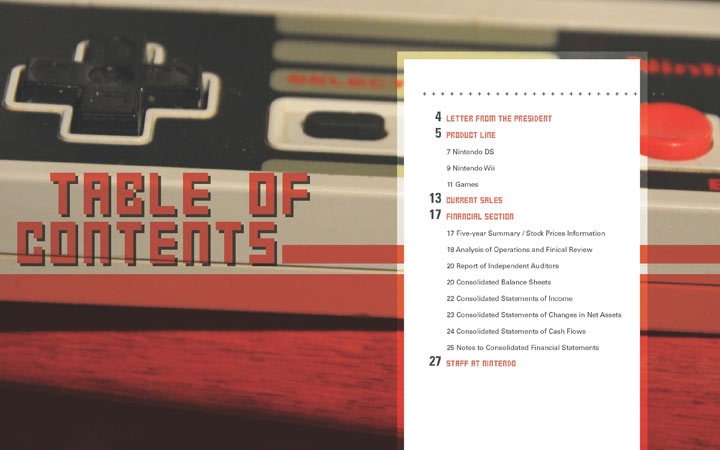 SELECT
TABLE OF
CONTENTS
4 LETTER FROM THE PRESIDENT
5 PRODUCT LINE
7 Nintendo DS
9 Nintendo Wii
11 Games
13 CURRENT SALES
17 FINANCIAL SECTION
17 Five-year Summary / Stock Prices Information
18 Analysis of Operations and Finical Review
20 Report of Independent Auditors
20 Consolidated Balance Sheets
22 Consolidated Statements of Income
23 Consolidated Statements of Changes in Net Assets
24 Consolidated Statements of Cash Flows
25 Notes to Consolidated Financial Statements
27 STAFF AT NINTENDO